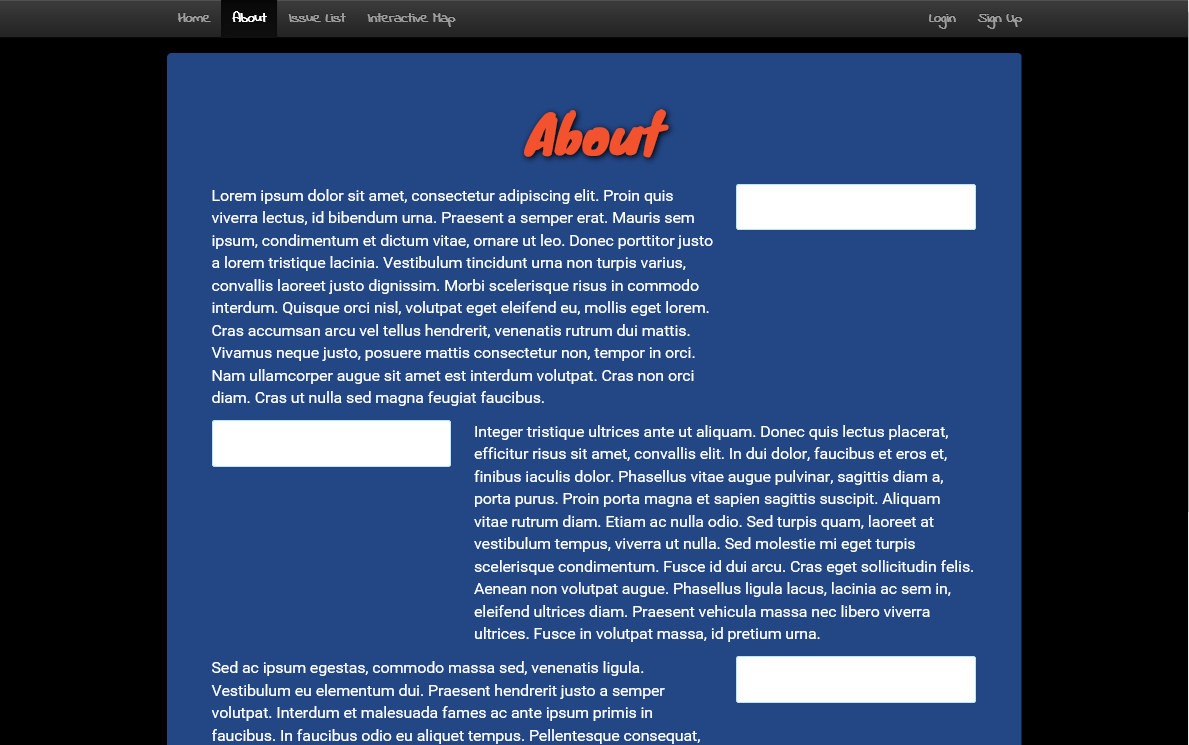 Home About Issue List Interactive Map Login Sign Up
About
Lorem ipsum dolor sit amet, consectetur adipiscing elit. Proin quis
viverra lectus, id bibendum urna. Praesent a semper erat. Mauris sem
ipsum, condimentum et dictum vitae, ornare ut leo. Donec porttitor justo
a lorem tristique lacinia. Vestibulum tincidunt urna non turpis varius,
convallis laoreet justo dignissim. Morbi scelerisque risus in commodo
interdum. Quisque orci nisl, volutpat eget eleifend eu, mollis eget lorem.
Cras accumsan arcu vel tellus hendrerit, venenatis rutrum dui mattis.
Vivamus neque justo, posuere mattis consectetur non, tempor in orci.
Nam ullamcorper augue sit amet est interdum volutpat. Cras non orci
diam. Cras ut nulla sed magna feugiat faucibus.
Integer tristique ultrices ante ut aliquam. Donec quis lectus placerat,
efficitur risus sit amet, convallis elit. In dui dolor, faucibus et eros et,
finibus iaculis dolor. Phasellus vitae augue pulvinar, sagittis diam a,
porta purus. Proin porta magna et sapien sagittis suscipit. Aliquam
vitae rutrum diam. Etiam ac nulla odio. Sed turpis quam, laoreet at
vestibulum tempus, viverra ut nulla. Sed molestie mi eget turpis
scelerisque condimentum. Fusce id dui arcu. Cras eget sollicitudin felis.
Aenean non volutpat augue. Phasellus ligula lacus, lacinia ac sem in,
eleifend ultrices diam. Praesent vehicula massa nec libero viverra
ultrices. Fusce in volutpat massa, id pretium urna.
Sed ac ipsum egestas, commodo massa sed, venenatis ligula.
Vestibulum eu elementum dui. Praesent hendrerit justo a semper
volutpat. Interdum et malesuada fames ac ante ipsum primis in
faucibus. In faucibus odio eu aliquet tempus. Pellentesque consequat,